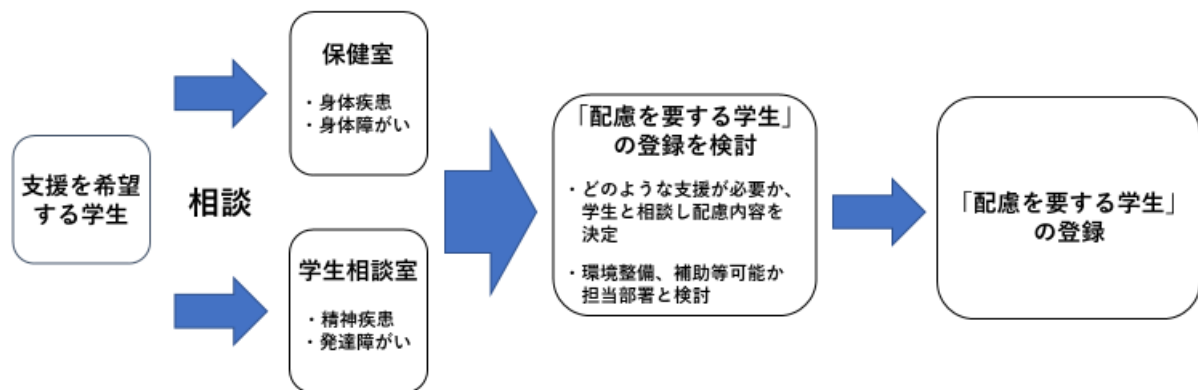 支援を希望
する学生
相談
保健室
・身体疾患
・身体障がい
学生相談室
・精神疾患
・発達障がい
「配慮を要する学生」
の登録を検討
・どのような支援が必要か、
学生と相談し配慮内容を
決定
・環境整備、補助等可能か
担当部署と検討
「配慮を要する学生」
の登録